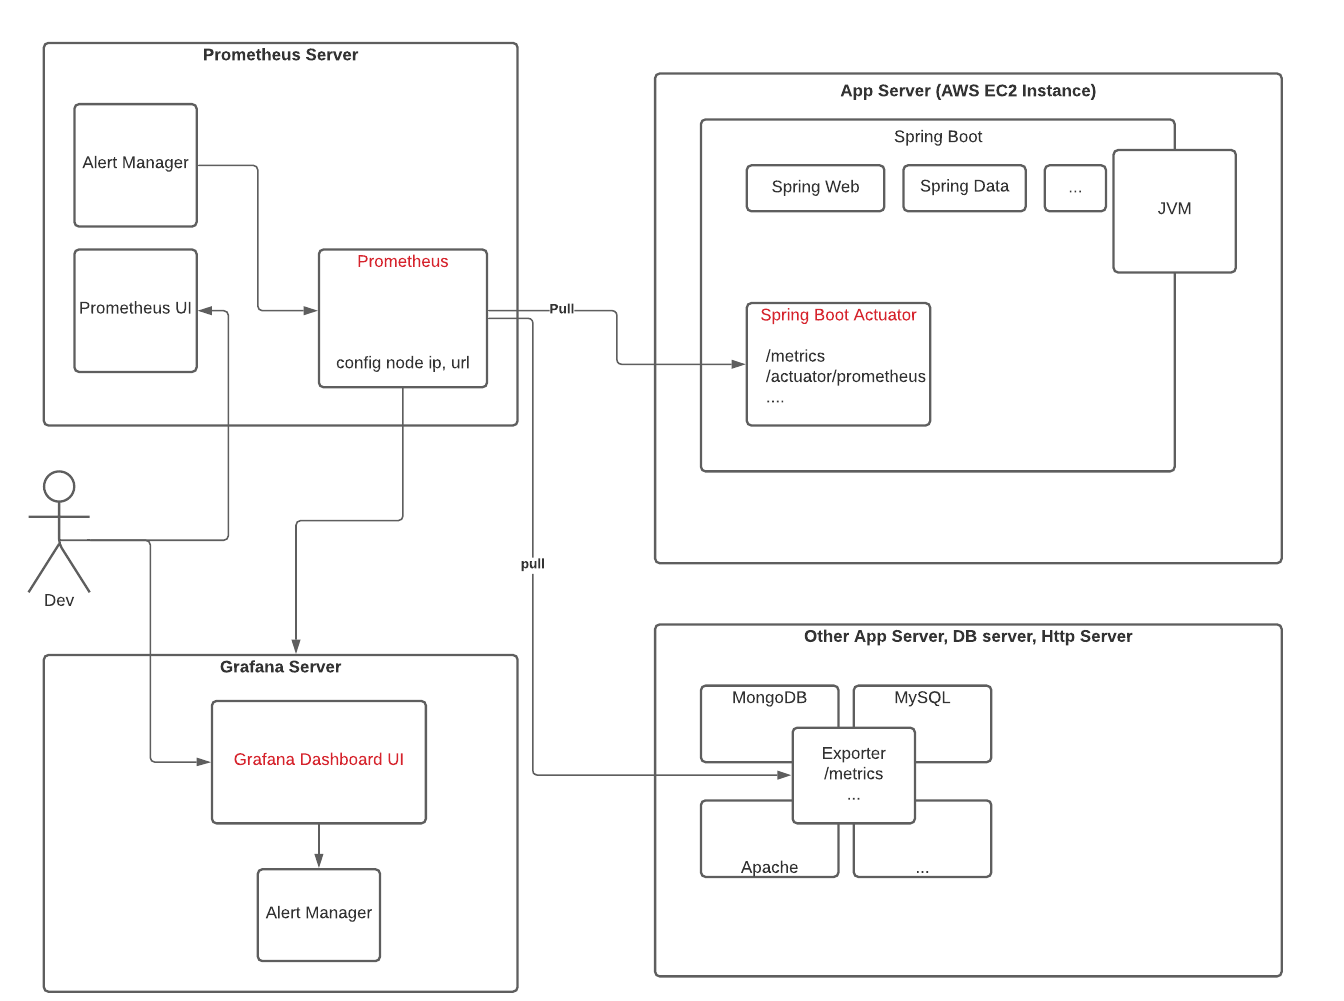 Prometheus Server
Alert Manager
Prometheus UI
Prometheus
config node ip, url
Pull
App Server (AWS EC2 Instance)
Spring Boot
Spring Web
Spring Data
...
JVM
Spring Boot Actuator
/metrics
/actuator/prometheus
....
Dev
pull
Grafana Server
Grafana Dashboard UI
Alert Manager
Other App Server, DB server, Http Server
MongoDB
MySQL
Exporter
/metrics
...
Apache
...